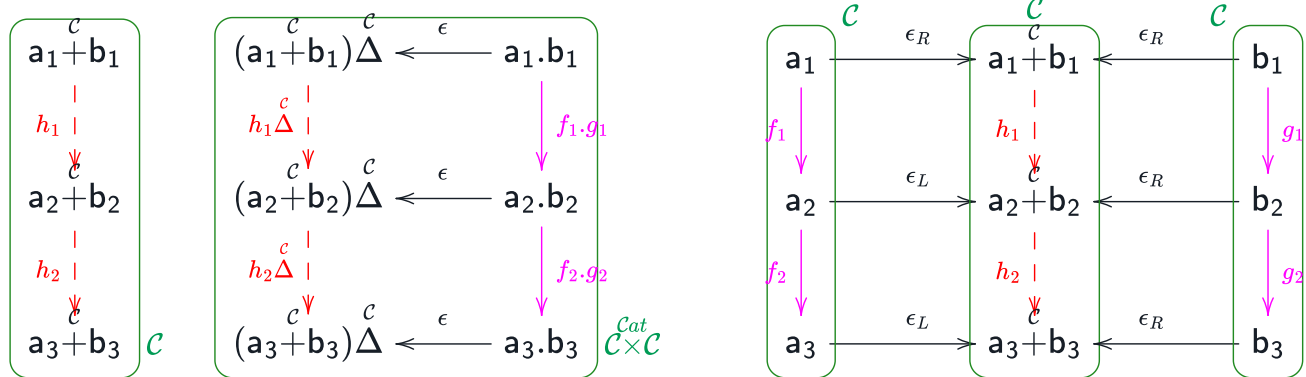 C C C C C C C
a₁+b₁ (a₁+b₁)Δ ϵ a₁.b₁ a₁ ϵ_R a₁+b₁ ϵ_R b₁
C
h₁ h₁Δ f₁.g₁ f₁ h₁ g₁
C C C C
a₂+b₂ (a₂+b₂)Δ ϵ a₂.b₂ a₂ ϵ_L a₂+b₂ ϵ_R b₂
C
h₂ h₂Δ f₂.g₂ f₂ h₂ g₂
C C C Cat C
a₃+b₃ C (a₃+b₃)Δ ϵ a₃.b₃ C×C a₃ ϵ_L a₃+b₃ ϵ_R b₃